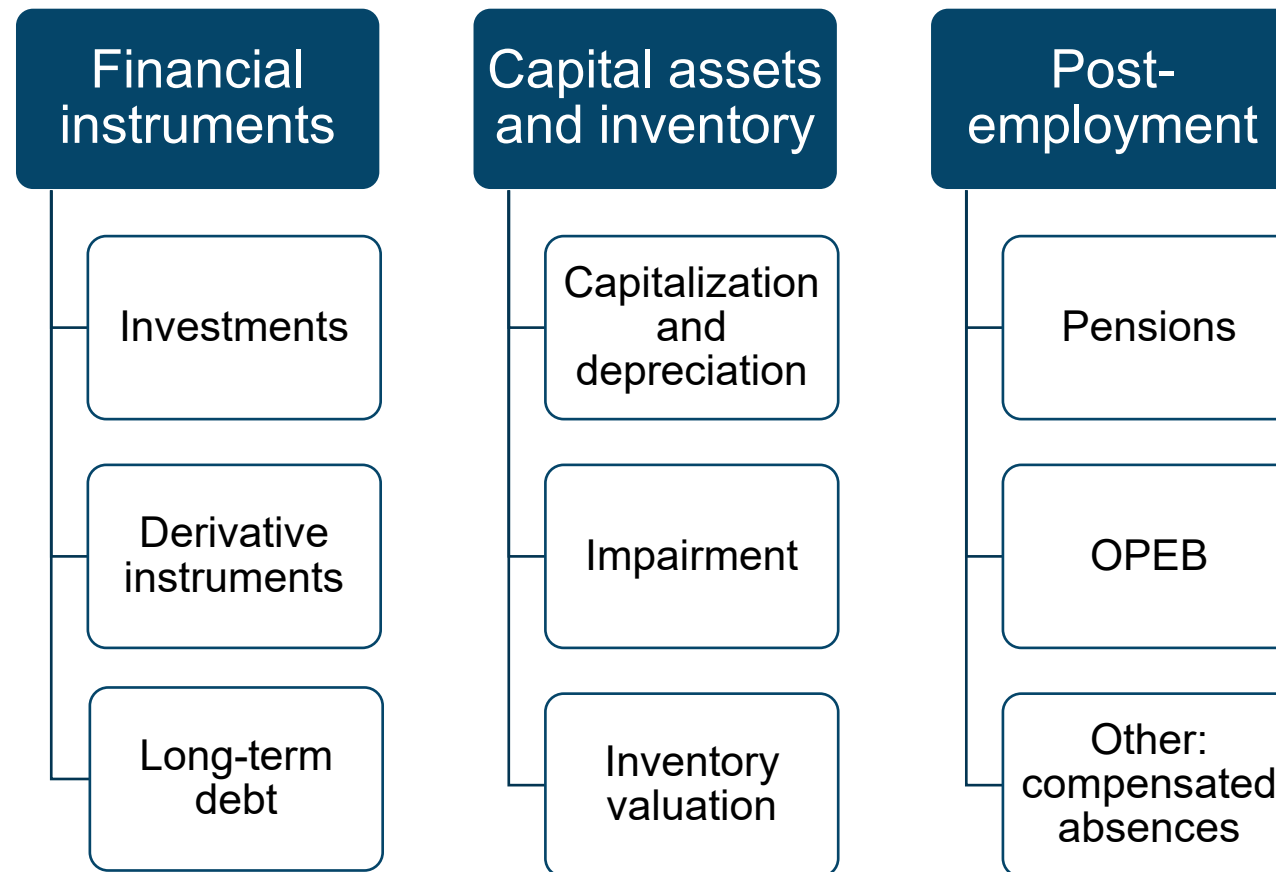 Financial
instruments
Investments
Derivative
instruments
Long-term
debt
Capital assets
and inventory
Capitalization
and
depreciation
Impairment
Inventory
valuation
Post-
employment
Pensions
OPEB
Other:
compensated
absences